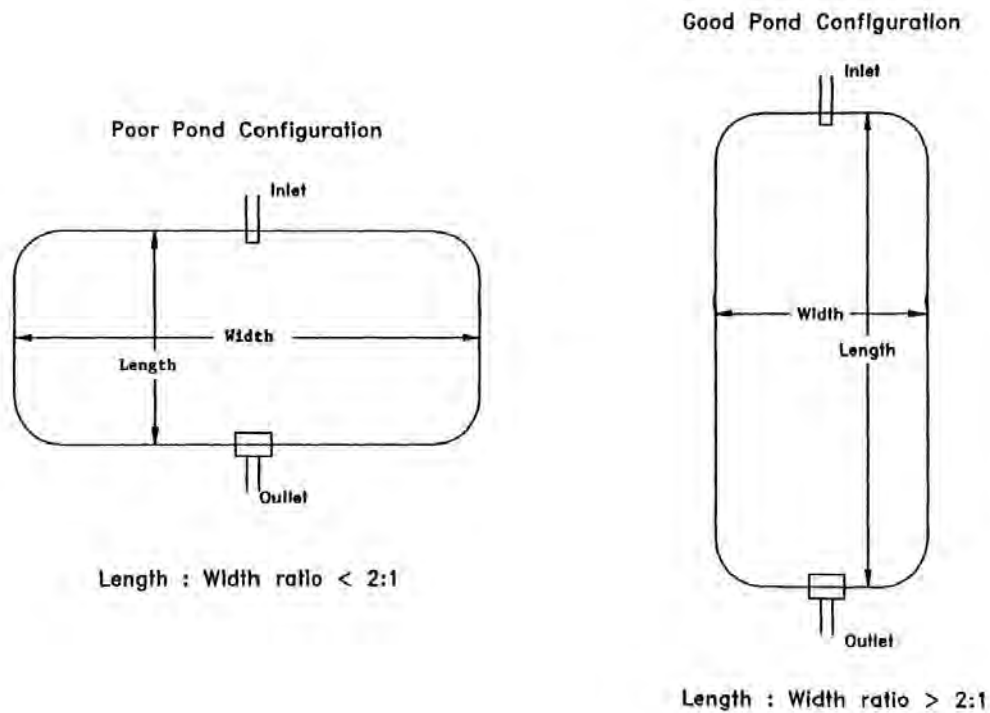 Poor Pond Configuration
Inlet
Width
Length
Outlet
Length : Width ratio < 2:1
Good Pond Configuration
Inlet
Width
Length
Outlet
Length : Width ratio > 2:1